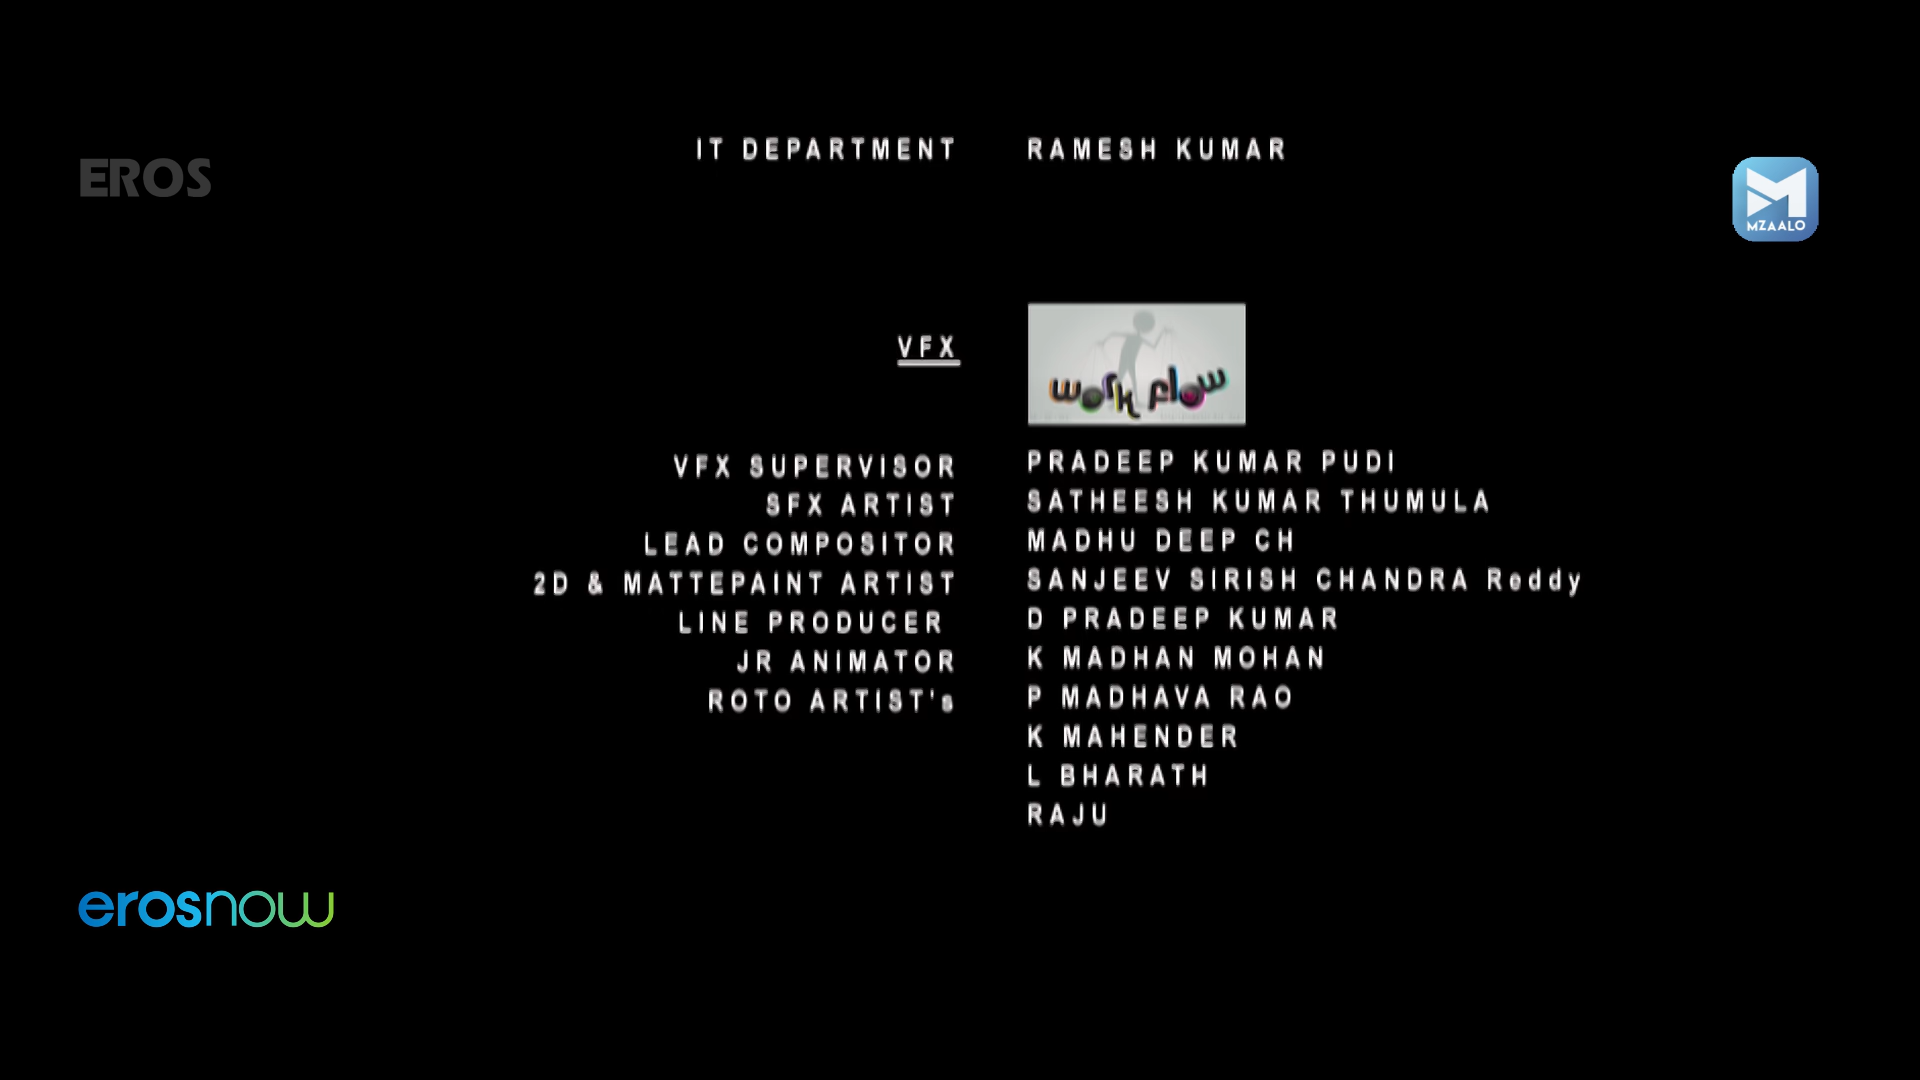 IT DEPARTMENT RAMESH KUMAR
EROS
MZAALO
VFX
work flow
VFX SUPERVISOR PRADEEP KUMAR PUDI
SFX ARTIST SATHEESH KUMAR THUMULA
LEAD COMPOSITOR MADHU DEEP CH
2D & MATTEPAINT ARTIST SANJEEV SIRISH CHANDRA Reddy
LINE PRODUCER D PRADEEP KUMAR
JR ANIMATOR K MADHAN MOHAN
ROTO ARTIST's P MADHAVA RAO
K MAHENDER
L BHARATH
RAJU
erosnow